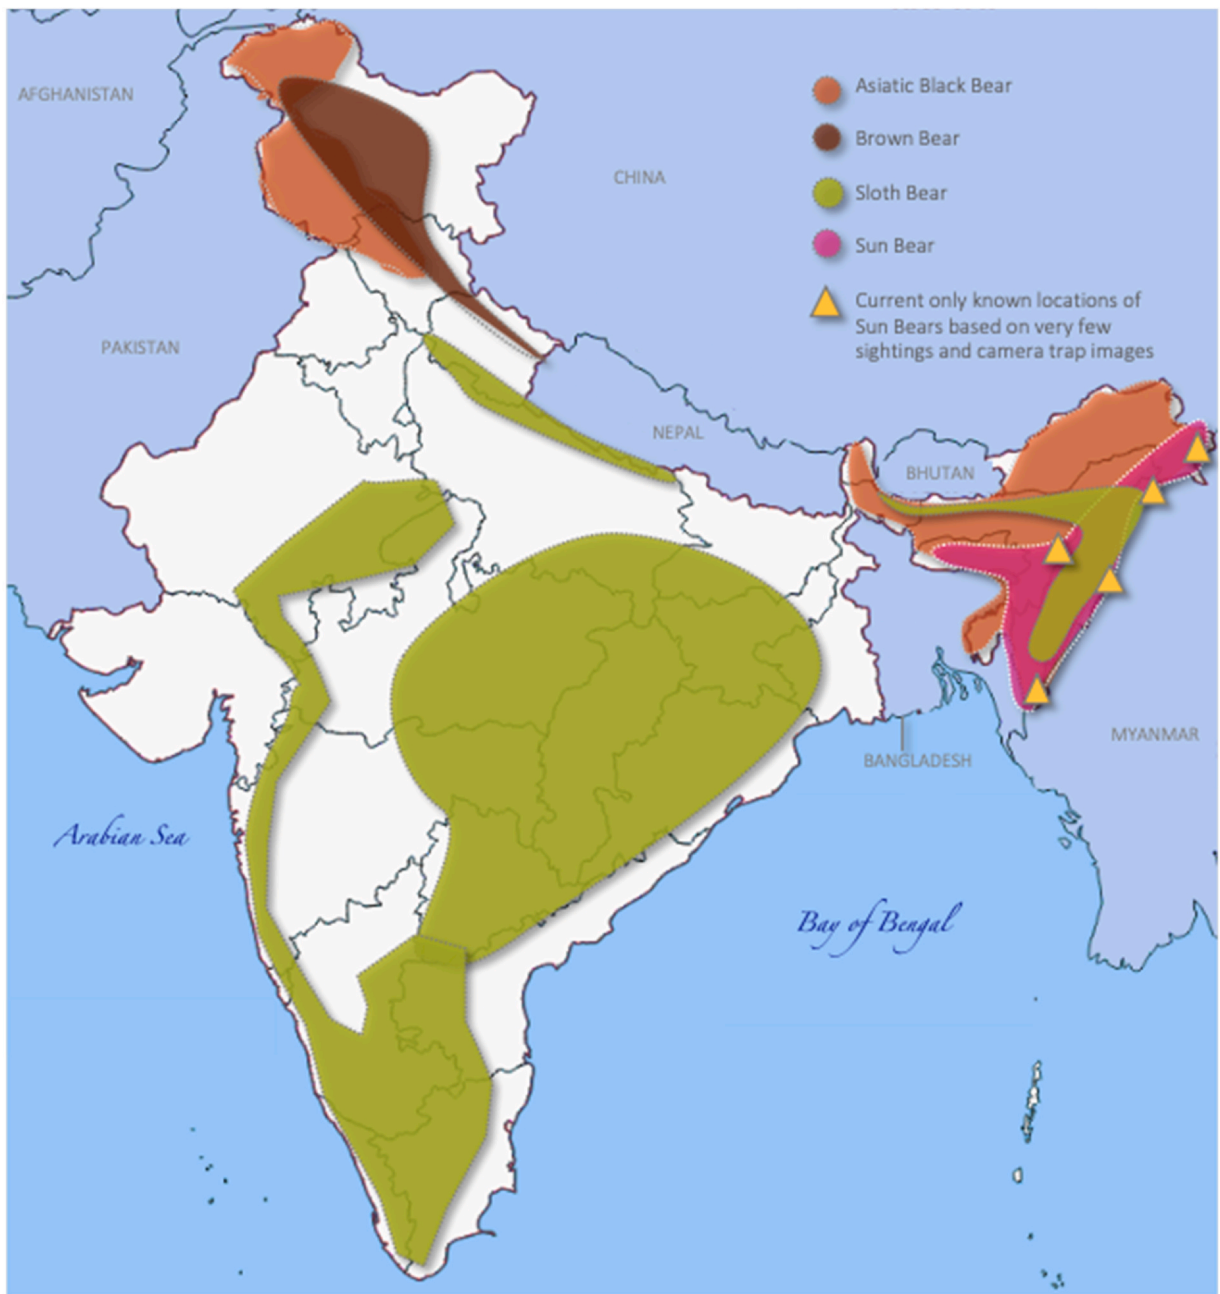 AFGHANISTAN
Asiatic Black Bear
Brown Bear
CHINA
Sloth Bear
Sun Bear
Current only known locations of
Sun Bears based on very few
sightings and camera trap images
PAKISTAN
NEPAL
BHUTAN
MYANMAR
BANGLADESH
Arabian Sea
Bay of Bengal